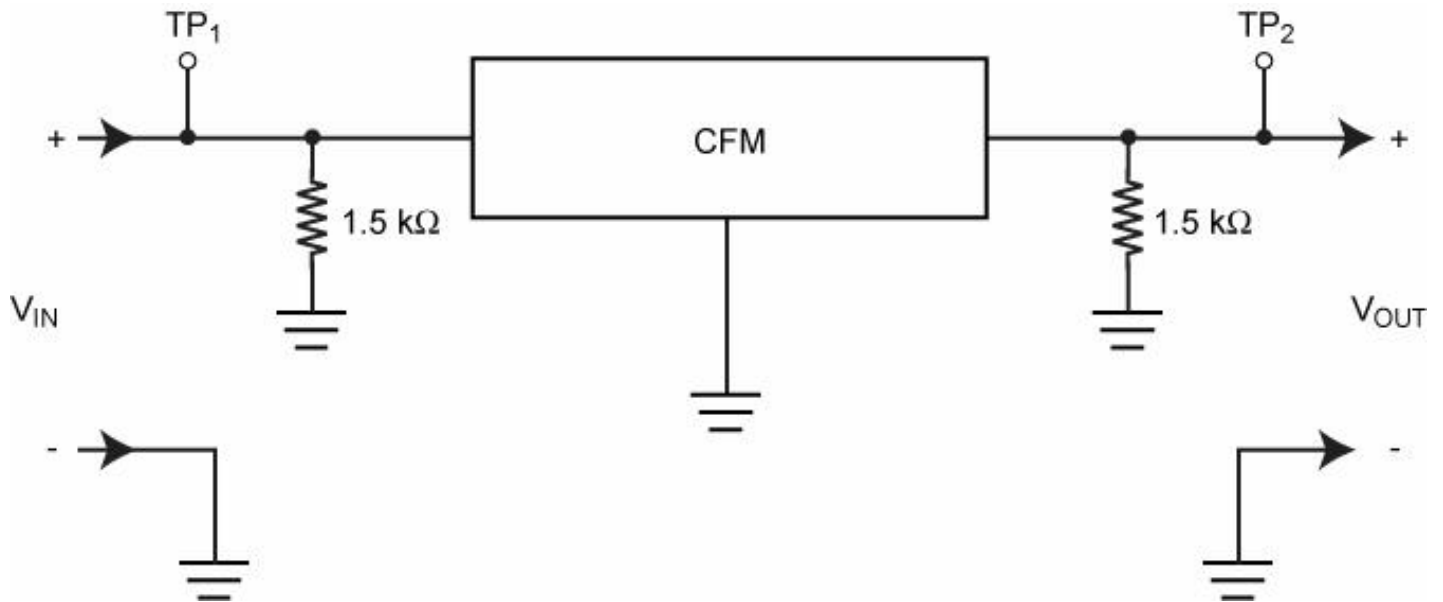 TP1
TP2
+
CFM
+
1.5 kΩ
1.5 kΩ
VIN
VOUT
-
-